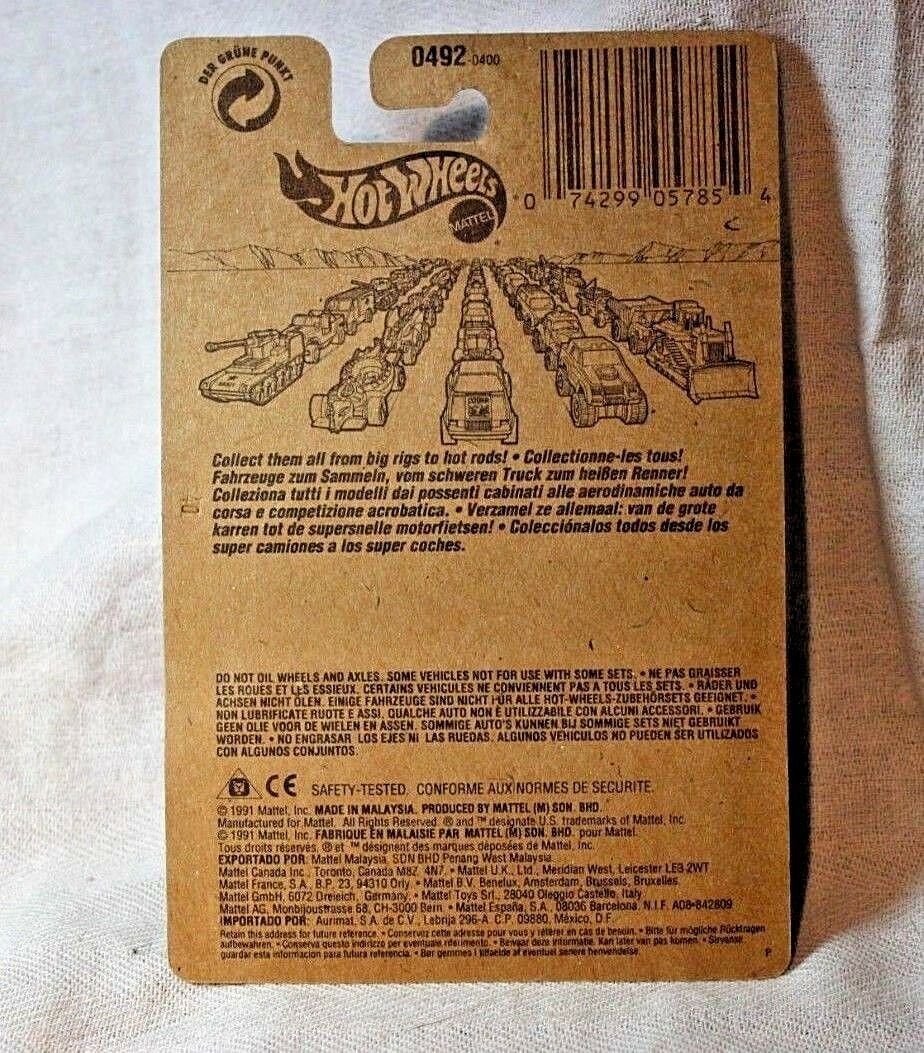 DER GRÜNE PUNKT
0492-0400
0 74299 05785 4
HOT WHEELS
MATTEL
Collect them all from big rigs to hot rods! • Collectionne-les tous!
Fahrzeuge zum Sammeln, vom schweren Truck zum heißen Renner!
Colleziona tutti i modelli dai possenti cabinati alle aerodinamiche auto da
corsa e competizione acrobatica. • Verzamel ze allemaal: van de grote
karren tot de supersnelle motorfietsen! • Colecciónalos todos desde los
super camiones a los super coches.
DO NOT OIL WHEELS AND AXLES. SOME VEHICLES NOT FOR USE WITH SOME SETS. • NE PAS GRAISSER
LES ROUES ET LES ESSIEUX. CERTAINS VEHICULES NE CONVIENNENT PAS A TOUS LES SETS. • RÄDER UND
ACHSEN NICHT ÖLEN. EINIGE FAHRZEUGE SIND NICHT FÜR ALLE HOT-WHEELS-ZUBEHÖRSETS GEEIGNET. •
NON LUBRIFICATE RUOTE E ASSI. QUALCHE AUTO NON È UTILIZZABILE CON ALCUNI ACCESSORI. • GEBRUIK
GEEN OLIE VOOR DE WIELEN EN ASSEN. SOMMIGE AUTO'S KUNNEN BIJ SOMMIGE SETS NIET GEBRUIKT
WORDEN. • NO ENGRASAR LOS EJES NI LAS RUEDAS. ALGUNOS VEHICULOS NO PUEDEN SER UTILIZADOS
CON ALGUNOS CONJUNTOS.
CE SAFETY-TESTED. CONFORME AUX NORMES DE SECURITE.
© 1991 Mattel, Inc. MADE IN MALAYSIA. PRODUCED BY MATTEL (M) SDN. BHD.
Manufactured for Mattel. All Rights Reserved. ® and ™ designate U.S. trademarks of Mattel, Inc.
© 1991 Mattel, Inc. FABRIQUÉ EN MALAISIE PAR MATTEL (M) SDN. BHD. pour Mattel.
Tous droits réservés. ® et ™ désignent des marques déposées de Mattel, Inc.
EXPORTADO POR: Mattel Malaysia, SDN BHD Penang West Malaysia
Mattel Canada Inc., Toronto, Canada M8Z 4N7. • Mattel U.K., Ltd., Meridian West, Leicester LE3 2WT
Mattel France, S.A., B.P. 23, 94310 Orly. • Mattel B.V. Benelux, Amsterdam, Brussels, Bruxelles.
Mattel GmbH, 6072 Dreieich, Germany. • Mattel Toys Srl., 28040 Oleggio Castello, Italy
Mattel AG, Monbijoustrasse 68, CH-3000 Bern. • Mattel España, S.A. 08036 Barcelona. N.I.F. A08-842809
IMPORTADO POR: Aurimat, S.A. de C.V., Lebrija 296-A C.P. 09880, México, D.F.
Retain this address for future reference. • Conservez cette adresse pour vous y référer en cas de besoin. • Bitte für mögliche Rückfragen
aufbewahren. • Conserva questo indirizzo per eventuale riferimento. • Bewaar deze informatie. Kan later van pas komen. • Sirvanse
guardar esta información para futura referencia. • Bør gemmes i tilfælde af eventuel senere henvendelse.
P